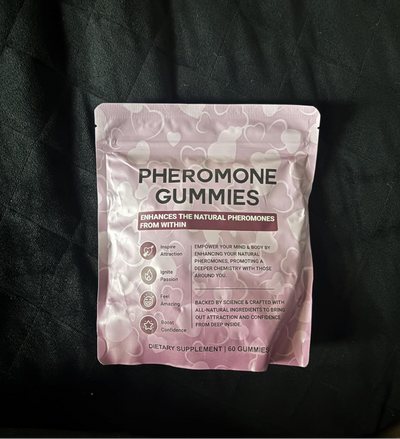 PHEROMONE
GUMMIES
ENHANCES THE NATURAL PHEROMONES
FROM WITHIN
Inspire
Attraction
Ignite
Passion
Feel
Amazing
Boost
Confidence
EMPOWER YOUR MIND & BODY BY
ENHANCING YOUR NATURAL
PHEROMONES, PROMOTING A
DEEPER CHEMISTRY WITH THOSE
AROUND YOU.
BACKED BY SCIENCE & CRAFTED WITH
ALL-NATURAL INGREDIENTS TO BRING
OUT ATTRACTION AND CONFIDENCE
FROM DEEP INSIDE.
DIETARY SUPPLEMENT | 60 GUMMIES